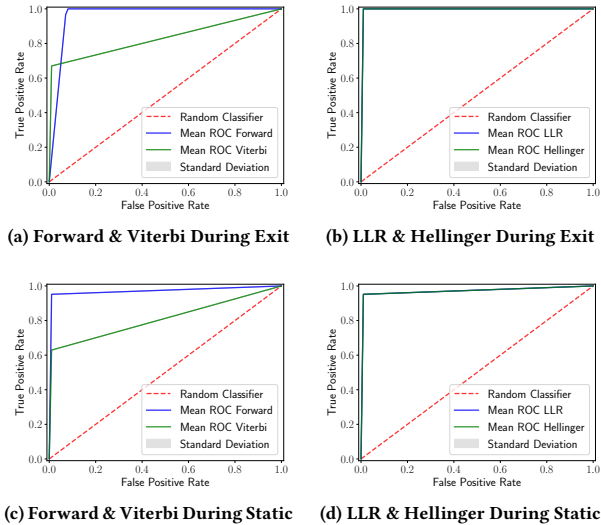 1.0
0.8
0.6
0.4
0.2
0.0
True Positive Rate
Random Classifier
Mean ROC Forward
Mean ROC Viterbi
Standard Deviation
0.0 0.2 0.4 0.6 0.8 1.0
False Positive Rate
(a) Forward & Viterbi During Exit
1.0
0.8
0.6
0.4
0.2
0.0
True Positive Rate
Random Classifier
Mean ROC LLR
Mean ROC Hellinger
Standard Deviation
0.0 0.2 0.4 0.6 0.8 1.0
False Positive Rate
(b) LLR & Hellinger During Exit
1.0
0.8
0.6
0.4
0.2
0.0
True Positive Rate
Random Classifier
Mean ROC Forward
Mean ROC Viterbi
Standard Deviation
0.0 0.2 0.4 0.6 0.8 1.0
False Positive Rate
(c) Forward & Viterbi During Static
1.0
0.8
0.6
0.4
0.2
0.0
True Positive Rate
Random Classifier
Mean ROC LLR
Mean ROC Hellinger
Standard Deviation
0.0 0.2 0.4 0.6 0.8 1.0
False Positive Rate
(d) LLR & Hellinger During Static